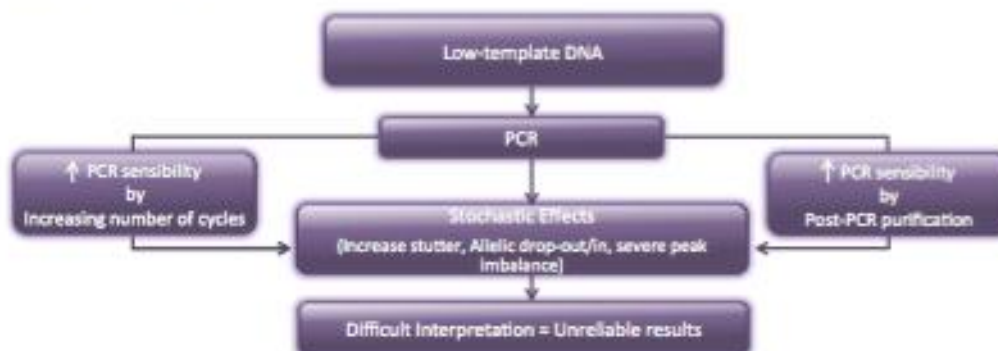 Low-template DNA
PCR
↑ PCR sensibility
by
Increasing number of cycles
↑ PCR sensibility
by
Post-PCR purification
Stochastic Effects
(Increase stutter, Allelic drop-out/in, severe peak
imbalance)
Difficult Interpretation = Unreliable results